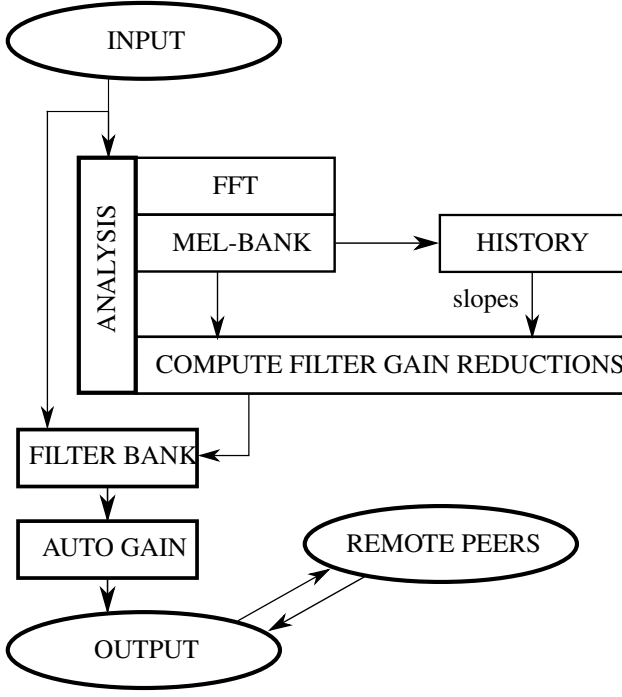 INPUT
FFT
ANALYSIS
MEL-BANK
HISTORY
slopes
COMPUTE FILTER GAIN REDUCTIONS
FILTER BANK
AUTO GAIN
REMOTE PEERS
OUTPUT